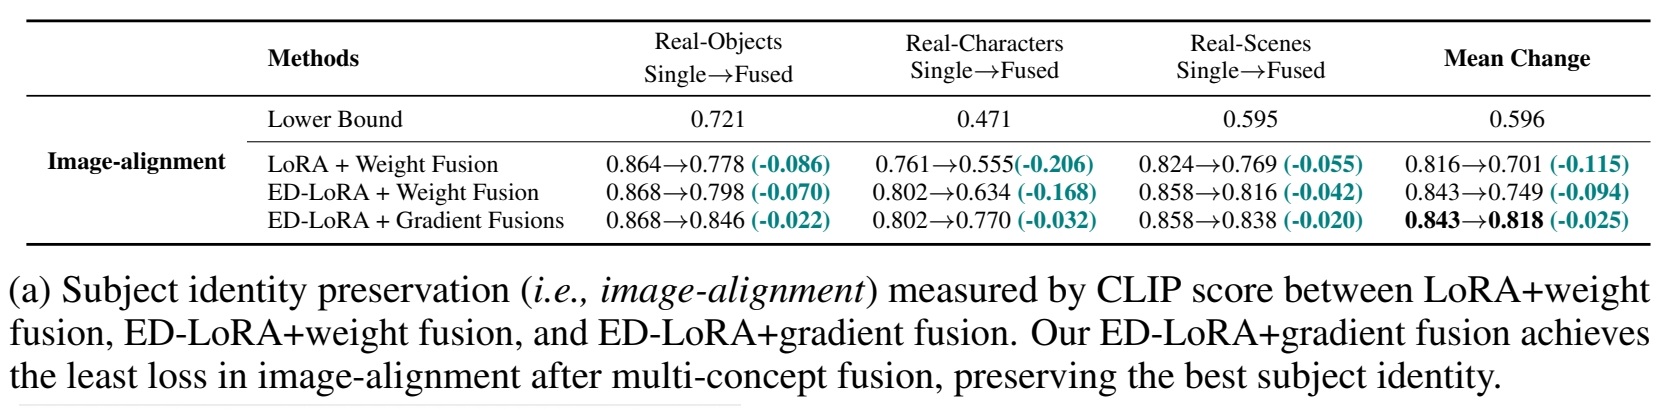 Methods Real-Objects Single→Fused Real-Characters Single→Fused Real-Scenes Single→Fused Mean Change
Lower Bound 0.721 0.471 0.595 0.596
Image-alignment
LoRA + Weight Fusion 0.864→0.778 (-0.086) 0.761→0.555(-0.206) 0.824→0.769 (-0.055) 0.816→0.701 (-0.115)
ED-LoRA + Weight Fusion 0.868→0.798 (-0.070) 0.802→0.634 (-0.168) 0.858→0.816 (-0.042) 0.843→0.749 (-0.094)
ED-LoRA + Gradient Fusions 0.868→0.846 (-0.022) 0.802→0.770 (-0.032) 0.858→0.838 (-0.020) 0.843→0.818 (-0.025)
(a) Subject identity preservation (i.e., image-alignment) measured by CLIP score between LoRA+weight
fusion, ED-LoRA+weight fusion, and ED-LoRA+gradient fusion. Our ED-LoRA+gradient fusion achieves
the least loss in image-alignment after multi-concept fusion, preserving the best subject identity.